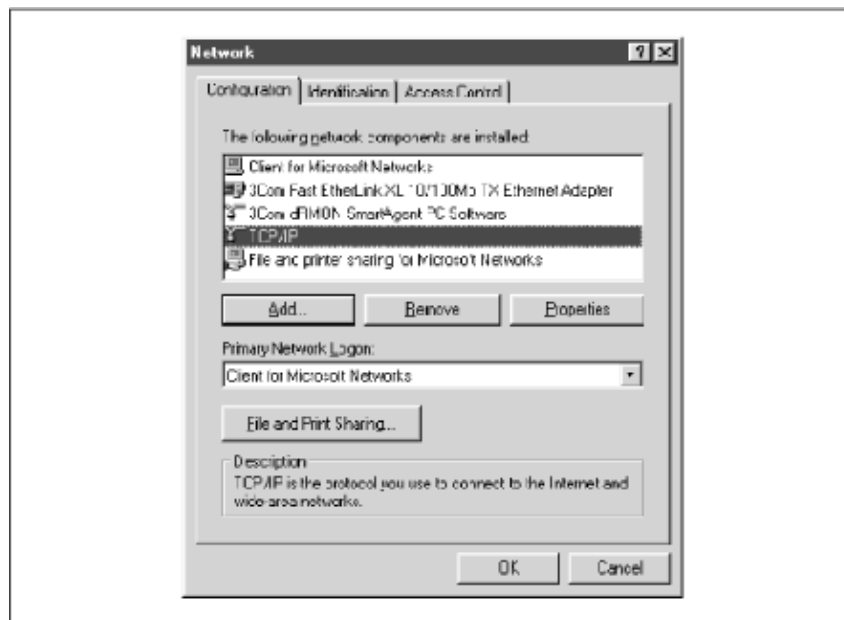 Network
Configuration
Identification
Access Control
The following network components are installed:
Client for Microsoft Networks
3Com Fast EtherLink XL 10/100Mb TX Ethernet Adapter
3Com dRMON SmartAgent PC Software
TCP/IP
File and printer sharing for Microsoft Networks
Add...
Remove
Properties
Primary Network Logon:
Client for Microsoft Networks
File and Print Sharing...
Description
TCP/IP is the protocol you use to connect to the Internet and
wide-area networks.
OK
Cancel